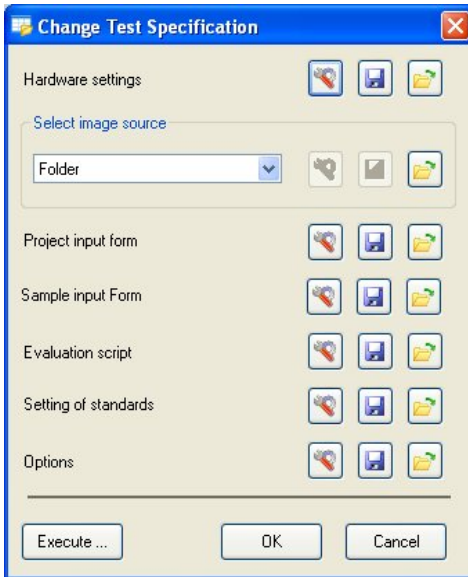 Change Test Specification
Hardware settings
Select image source
Folder
Project input form
Sample input Form
Evaluation script
Setting of standards
Options
Execute ...
OK
Cancel